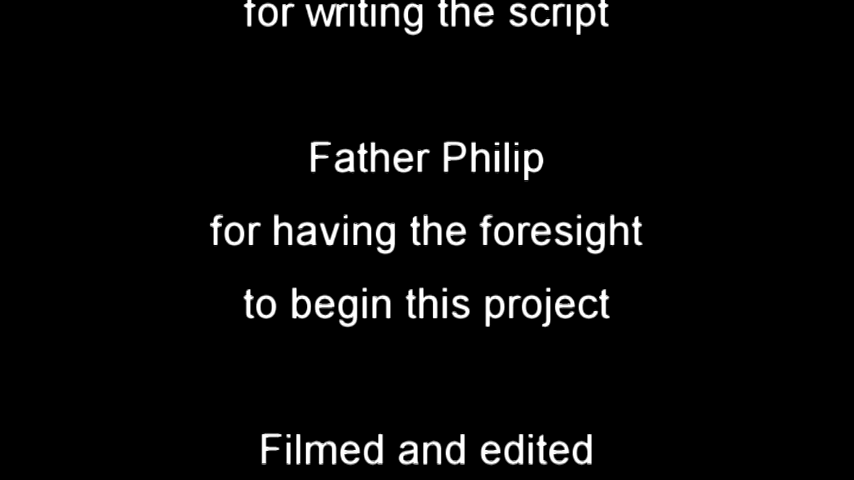 for writing the script
Father Philip
for having the foresight
to begin this project
Filmed and edited